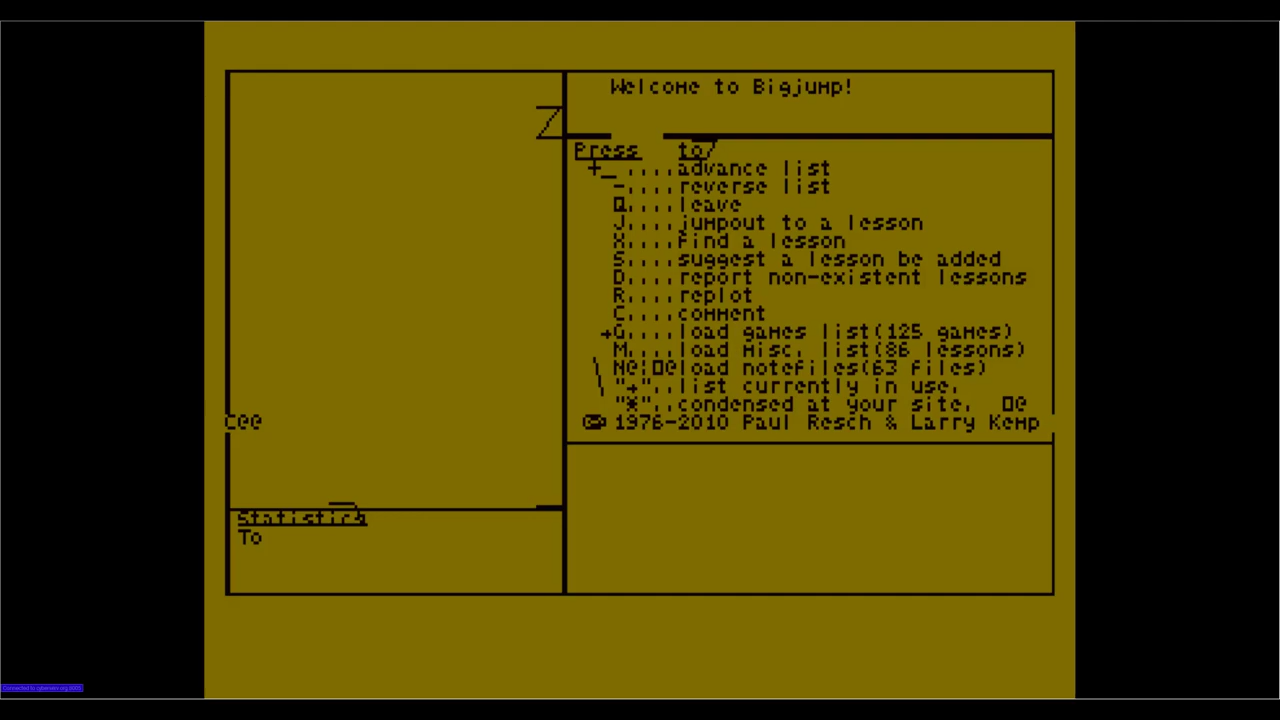 Welcome to Bigjump!
Press to
+ ....advance list
-....reverse list
Q....leave
J....jumpout to a lesson
X....find a lesson
S....suggest a lesson be added
D....report non-existent lessons
R....replot
C....comment
+G....load games list(125 games)
M....load misc. list(86 lessons)
load notefiles(63 files)
"+"..list currently in use.
"*"..condensed at your site.
1976-2010 Paul Resch & Larry Kemp
To